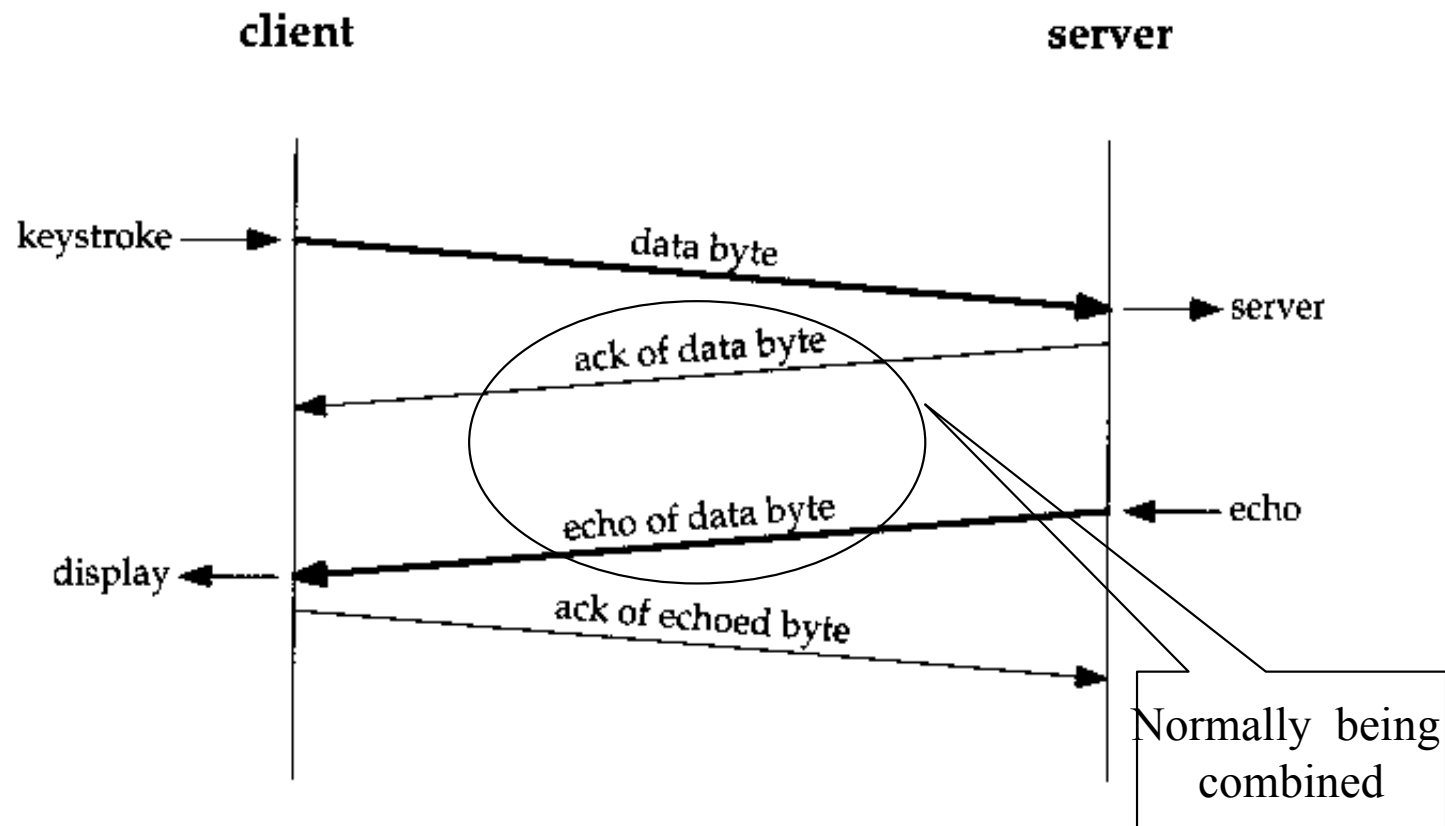 client
server
keystroke
data byte
server
ack of data byte
echo of data byte
echo
display
ack of echoed byte
Normally being
combined